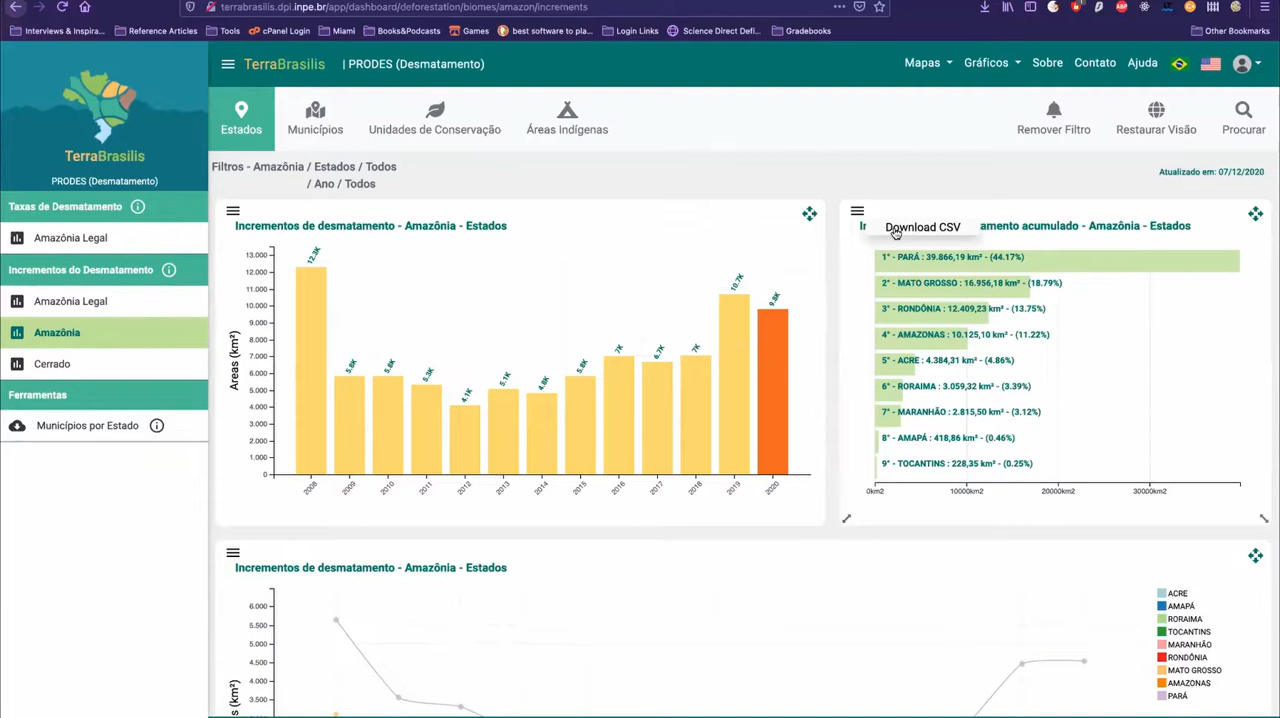 terrabrasilis.dpi.inpe.br/app/dashboard/deforestation/biomes/amazon/increments
Interviews & Inspira...
Reference Articles
Tools
cPanel Login
Miami
Books&Podcasts
Games
best software to pla...
Login Links
Science Direct Defi...
Gradebooks
Other Bookmarks
TerraBrasilis
PRODES (Desmatamento)
Taxas de Desmatamento
Amazônia Legal
Incrementos do Desmatamento
Amazônia Legal
Amazônia
Cerrado
Ferramentas
Municípios por Estado
TerraBrasilis | PRODES (Desmatamento)
Mapas
Gráficos
Sobre
Contato
Ajuda
Estados
Municípios
Unidades de Conservação
Áreas Indígenas
Remover Filtro
Restaurar Visão
Procurar
Filtros - Amazônia / Estados / Todos
/ Ano / Todos
Atualizado em: 07/12/2020
Incrementos de desmatamento - Amazônia - Estados
Areas (km²)
13.000
12.000
11.000
10.000
9.000
8.000
7.000
6.000
5.000
4.000
3.000
2.000
1.000
0
12.3K
5.8K
5.8K
5.3K
4.1K
5.1K
4.8K
5.8K
7K
6.7K
7K
10.7K
9.8K
2008
2009
2010
2011
2012
2013
2014
2015
2016
2017
2018
2019
2020
Download CSV
amento acumulado - Amazônia - Estados
1° - PARÁ : 39.866,19 km² - (44.17%)
2° - MATO GROSSO : 16.956,18 km² - (18.79%)
3° - RONDÔNIA : 12.409,23 km² - (13.75%)
4° - AMAZONAS : 10.125,10 km² - (11.22%)
5° - ACRE : 4.384,31 km² - (4.86%)
6° - RORAIMA : 3.059,32 km² - (3.39%)
7° - MARANHÃO : 2.815,50 km² - (3.12%)
8° - AMAPÁ : 418,86 km² - (0.46%)
9° - TOCANTINS : 228,35 km² - (0.25%)
0km2
10000km2
20000km2
30000km2
Incrementos de desmatamento - Amazônia - Estados
6.000
5.500
5.000
4.500
4.000
3.500
s (km²)
ACRE
AMAPÁ
RORAIMA
TOCANTINS
MARANHÃO
RONDÔNIA
MATO GROSSO
AMAZONAS
PARÁ